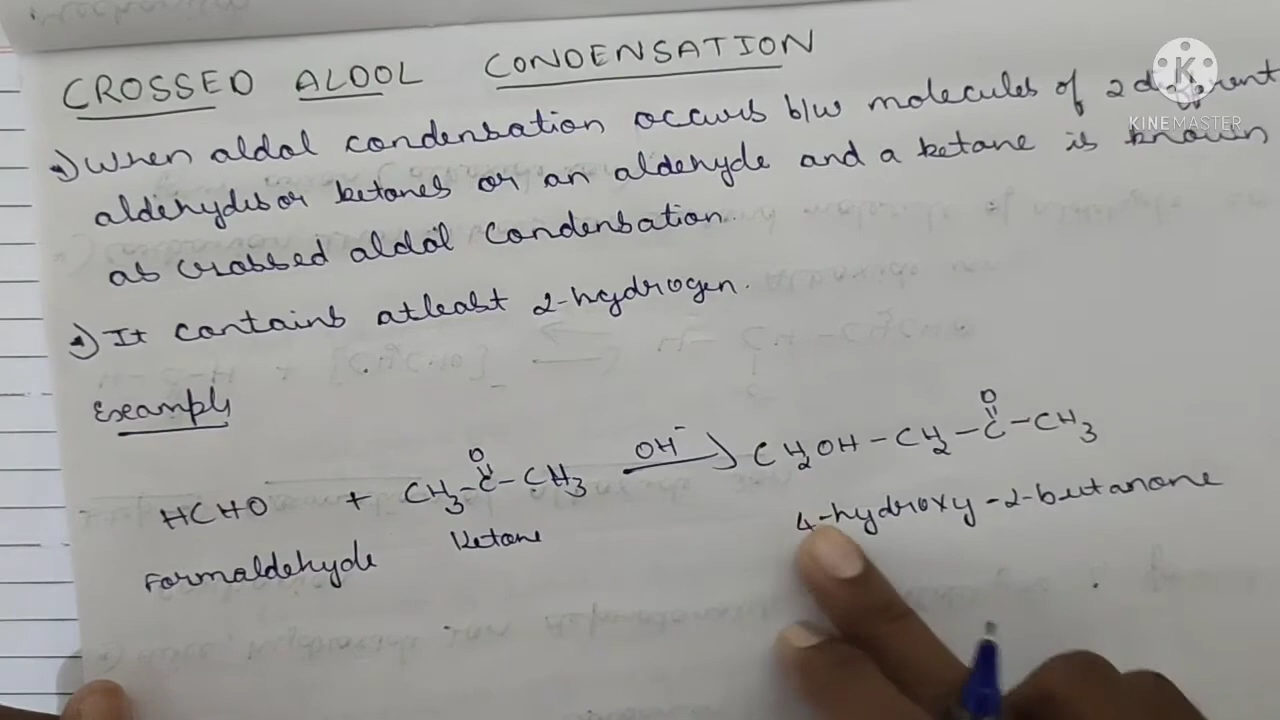 CROSSED ALDOL CONDENSATION
•) When aldol condensation occurs b/w molecules of 2 different
aldehydes or ketones or an aldehyde and a ketone is known
as crossed aldol condensation.
•) It contains atleast 2-hydrogen.
Example
O
O
HCHO + CH3-C-CH3 OH- CH2OH-CH2-C-CH3
Formaldehyde Ketone 4-hydroxy-2-butanone
K
KINEMASTER